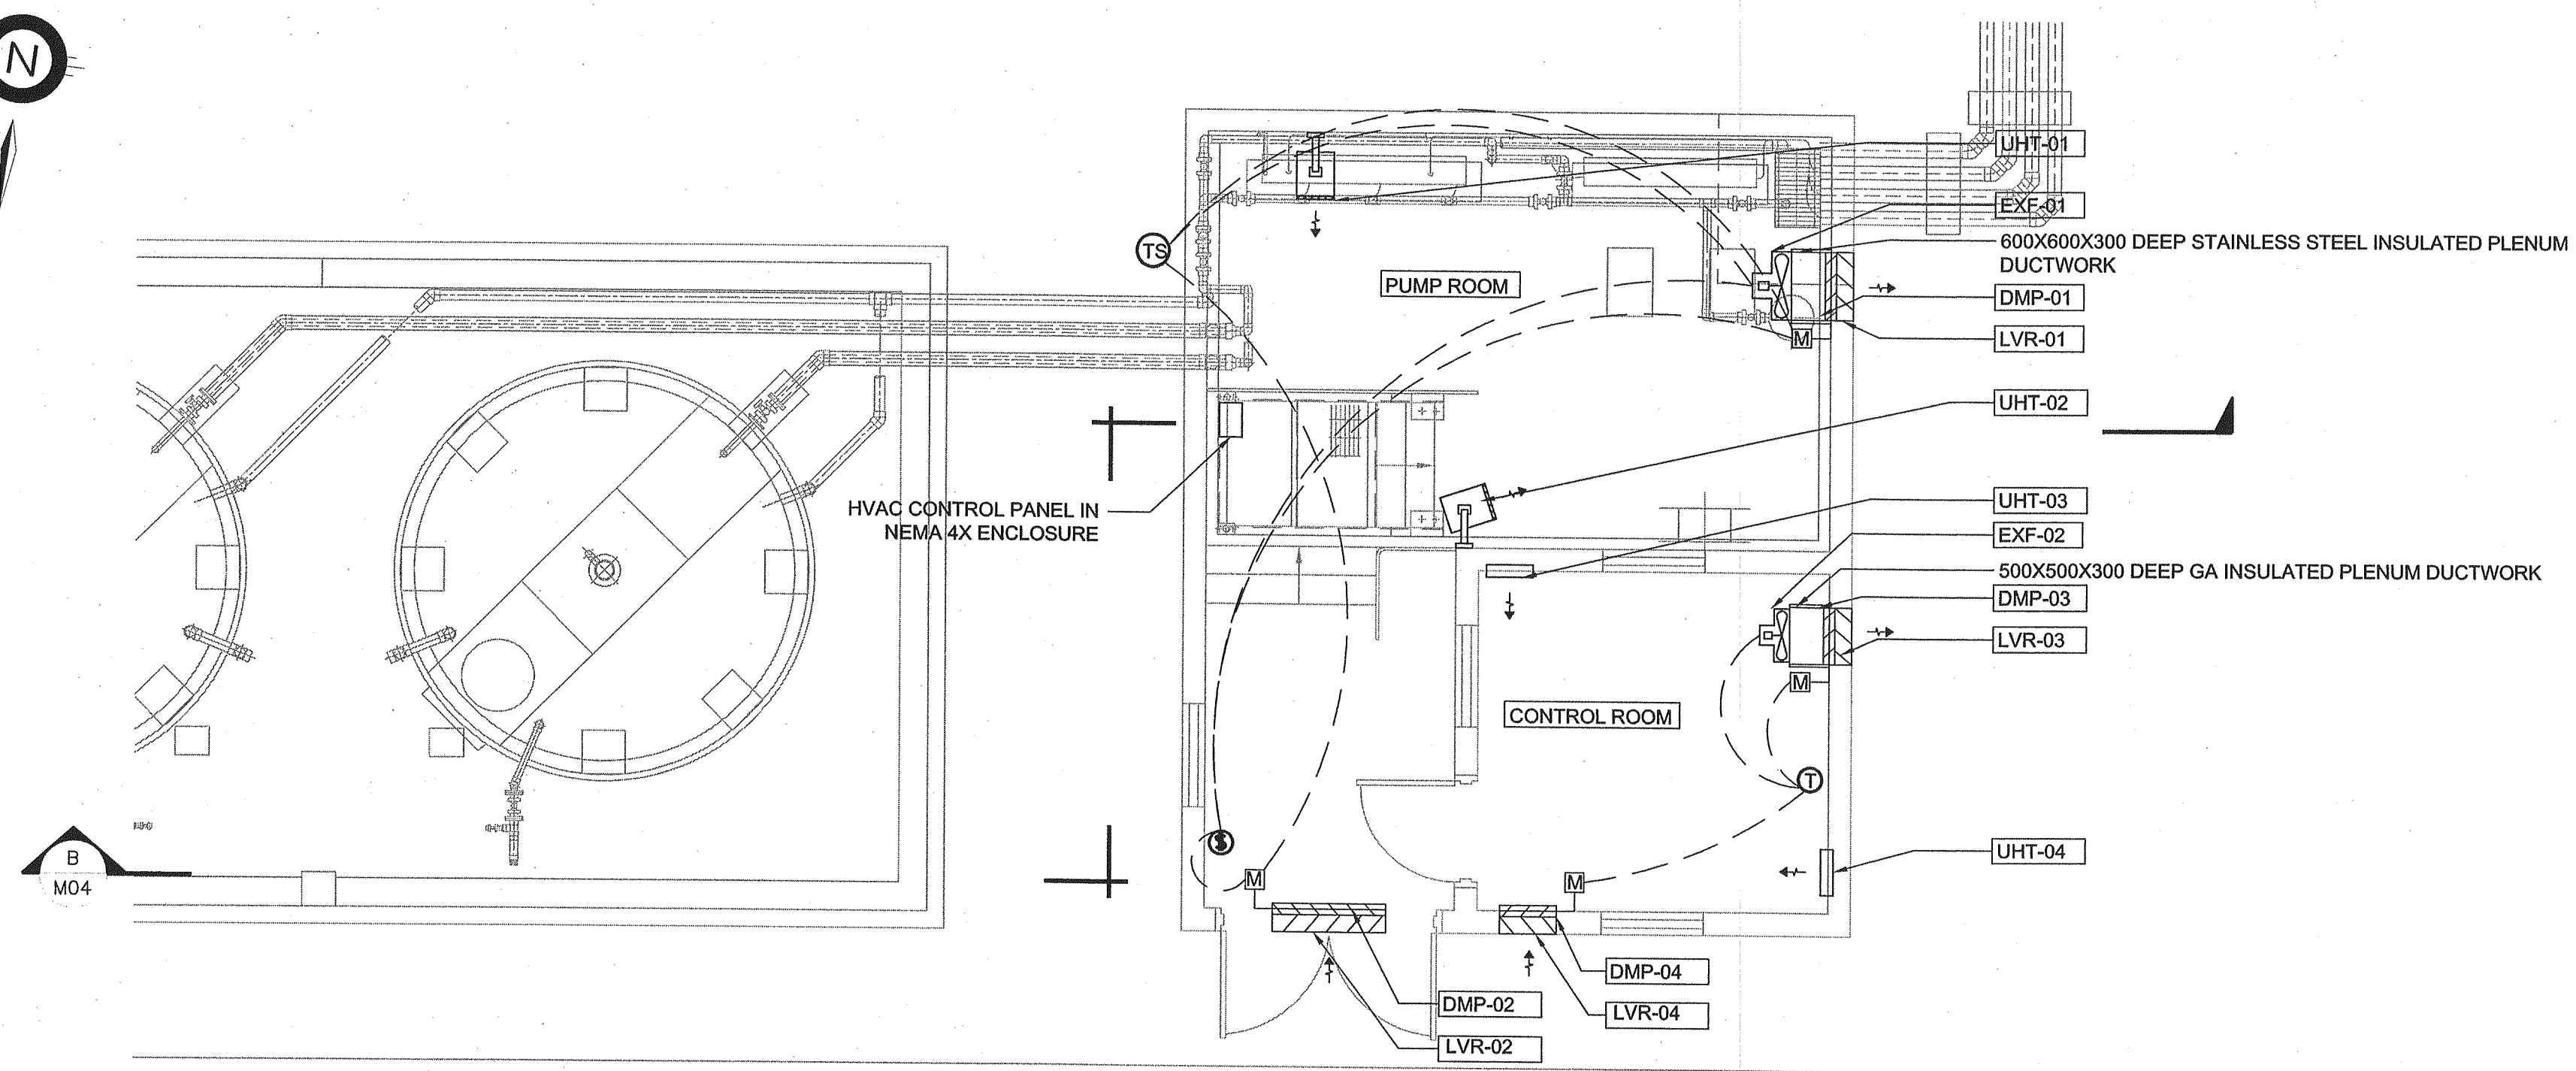 N
UHT-01
EXF-01
600X600X300 DEEP STAINLESS STEEL INSULATED PLENUM
DUCTWORK
TS
PUMP ROOM
DMP-01
LVR-01
M
UHT-02
HVAC CONTROL PANEL IN
NEMA 4X ENCLOSURE
UHT-03
EXF-02
500X500X300 DEEP GA INSULATED PLENUM DUCTWORK
DMP-03
LVR-03
M
CONTROL ROOM
T
S
UHT-04
B
M04
M
M
DMP-04
DMP-02
LVR-04
LVR-02